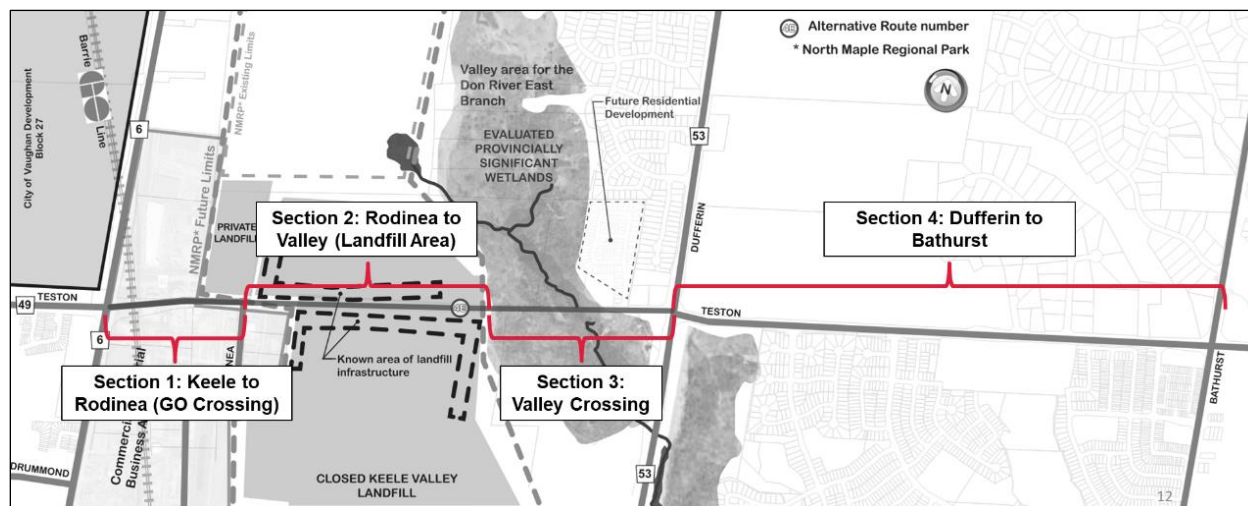 City of Vaughan Development
Block 27
Barrie
Line
6
NMRP* Existing Limits
NMRP* Future Limits
Valley area for the
Don River East
Branch
EVALUATED
PROVINCIALLY
SIGNIFICANT
WETLANDS
Future Residential
Development
53
DUFFERIN
Alternative Route number
* North Maple Regional Park
N
PRIVATE
LANDFILL
Section 2: Rodinea to
Valley (Landfill Area)
Section 4: Dufferin to
Bathurst
49
TESTON
TESTON
6
Known area of landfill
infrastructure
Section 1: Keele to
Rodinea (GO Crossing)
Section 3:
Valley Crossing
BATHURST
DRUMMOND
CLOSED KEELE VALLEY
LANDFILL
53
12